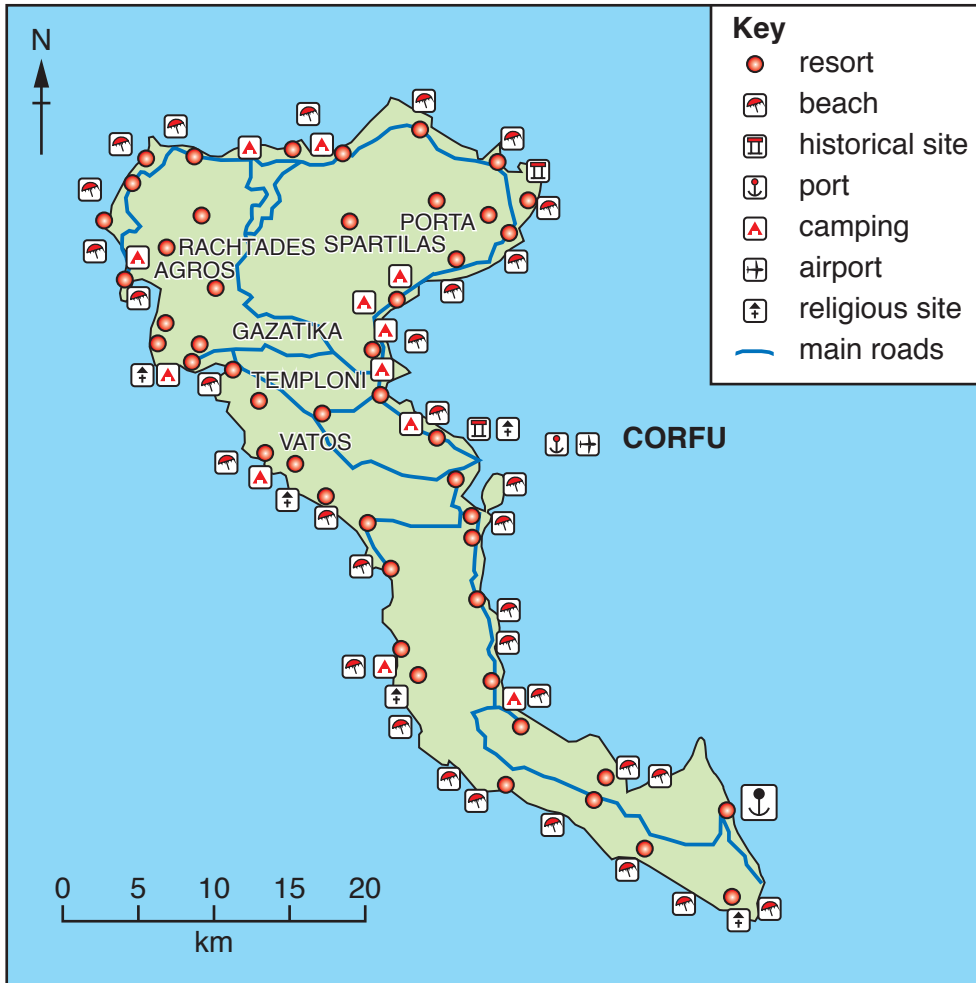 N
Key
resort
beach
historical site
port
camping
airport
religious site
main roads
PORTA
RACHTADES
SPARTILAS
AGROS
GAZATIKA
TEMPLONI
VATOS
CORFU
0 5 10 15 20
km